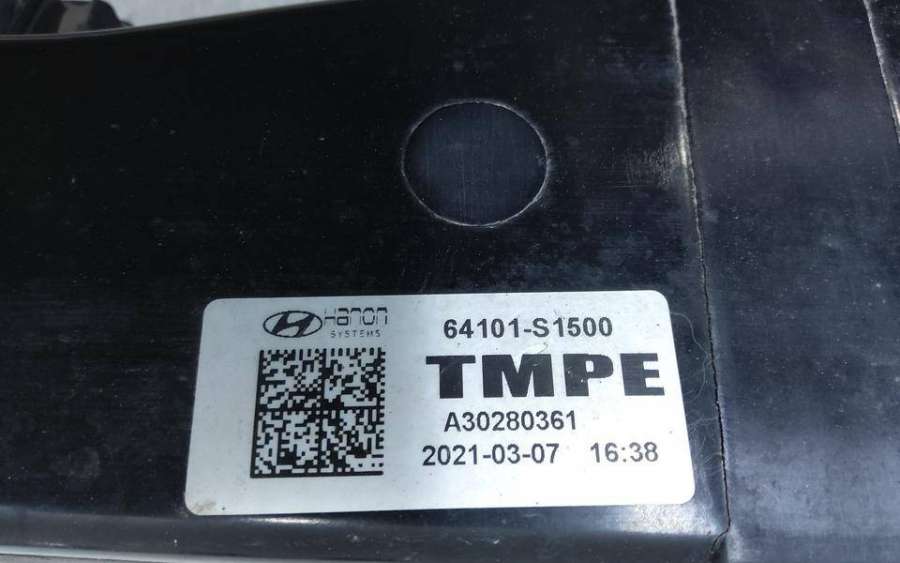 Hanon
SYSTEMS
64101-S1500
TMPE
A30280361
2021-03-07 16:38